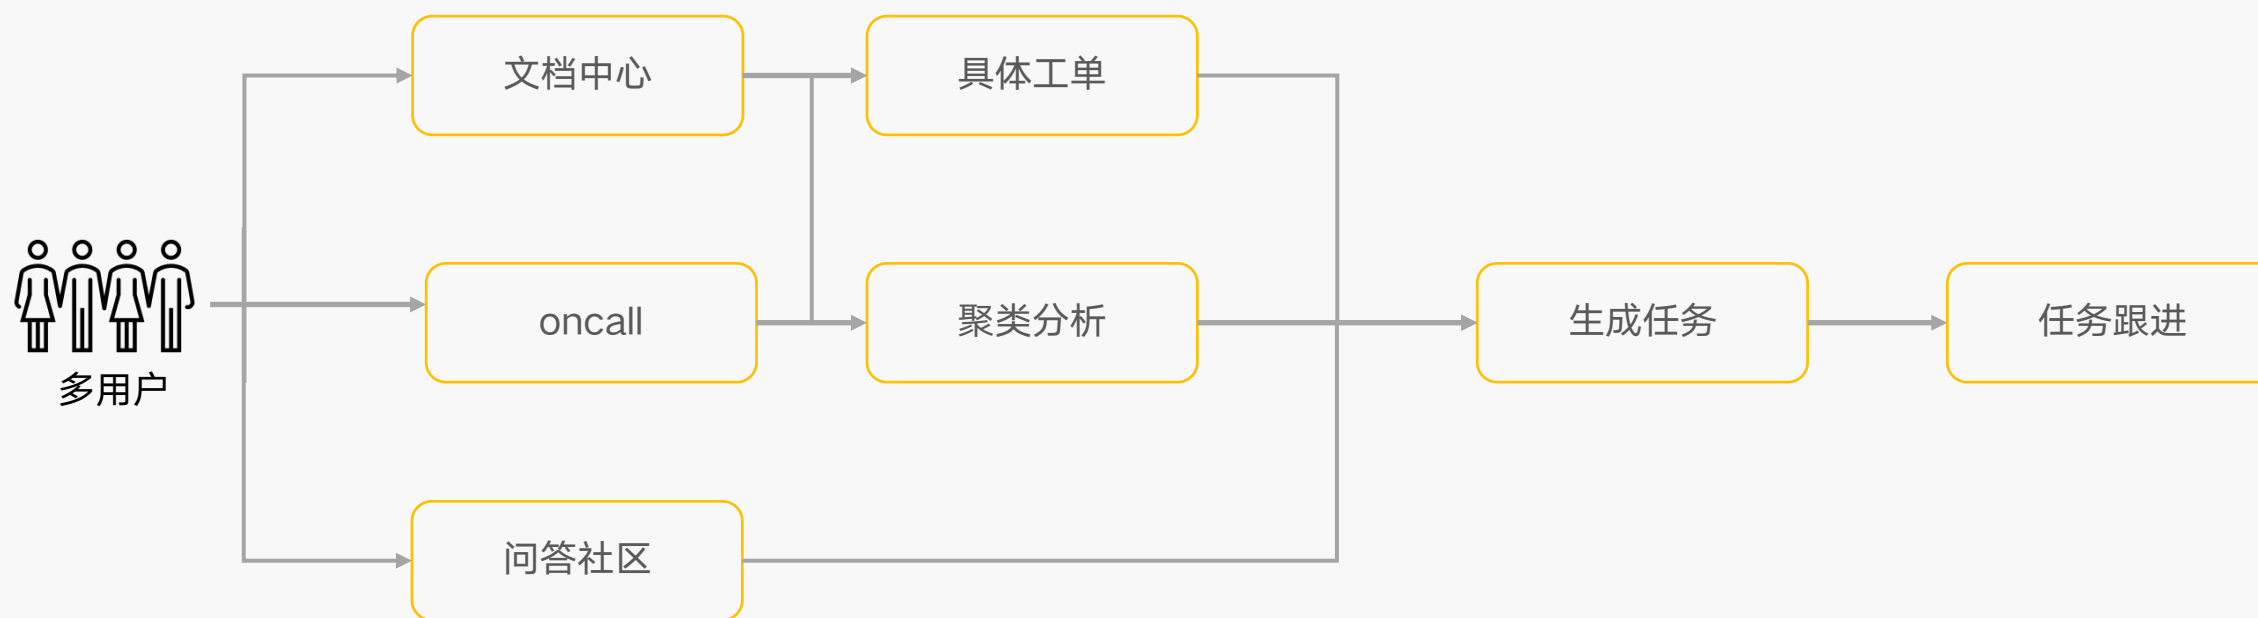 文档中心
具体工单
多用户
oncall
聚类分析
生成任务
任务跟进
问答社区